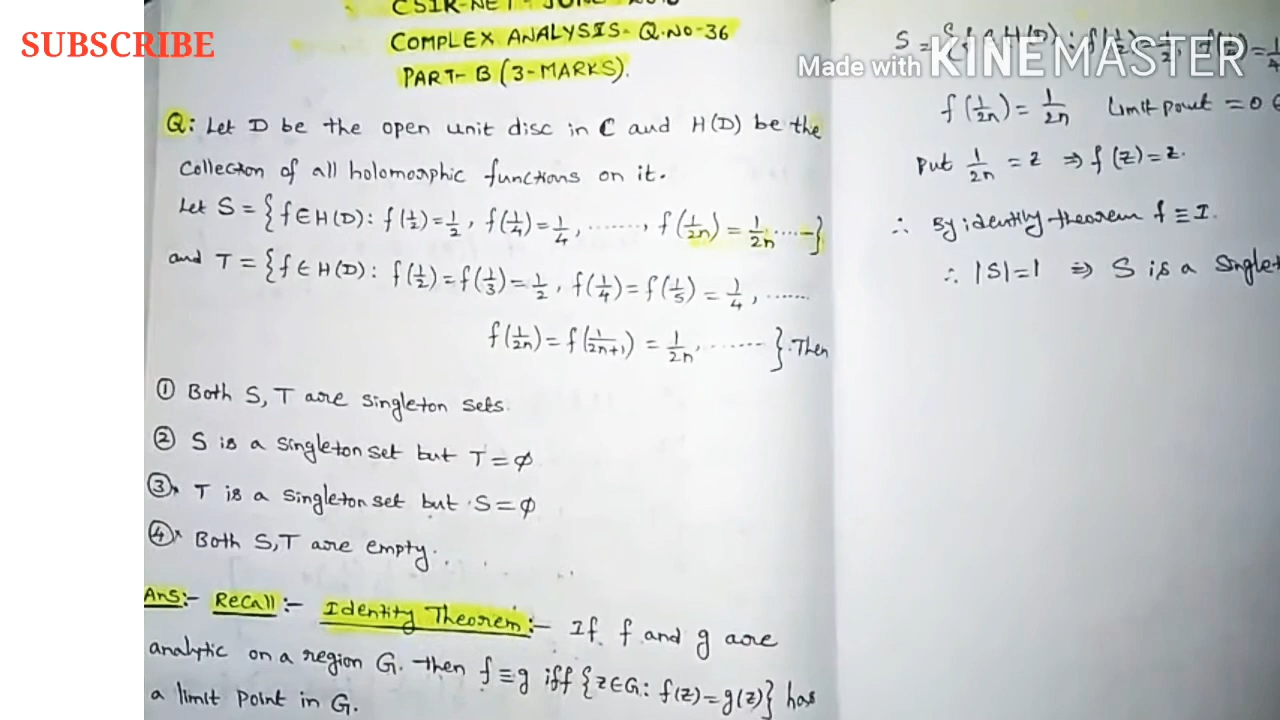 SUBSCRIBE
COMPLEX ANALYSIS- Q.NO-36
PART-B (3-MARKS).
Q: Let D be the open unit disc in C and H(D) be the
collection of all holomorphic functions on it.
Let S = {f∈H(D): f(1/2)=1/2, f(1/4)=1/4, ........, f(1/2n)=1/2n .....}
and T = {f∈H(D): f(1/2)=f(1/3)=1/2, f(1/4)=f(1/5)=1/4, ......
f(1/2n)=f(1/2n+1)=1/2n, ........ }. Then
① Both S, T are singleton sets.
② S is a singleton set but T=φ
③ T is a singleton set but S=φ
④ Both S,T are empty.
Ans:- Recall:- Identity Theorem:- If f and g are
analytic on a region G. then f≡g iff {z∈G: f(z)=g(z)} has
a limit point in G.
Made with KINEMASTER
f(1/2n)=1/2n Limit point = 0
Put 1/2n = z ⇒ f(z)=z.
∴ By identity theorem f≡I.
∴ |S|=1 ⇒ S is a